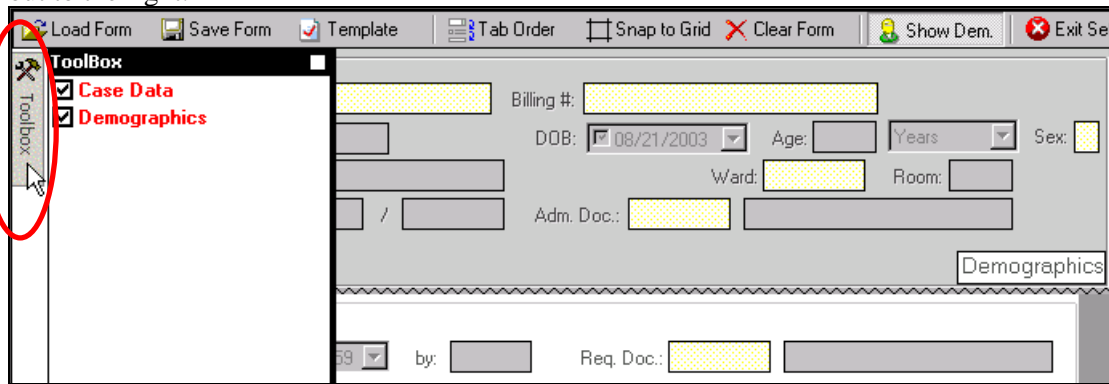 Load Form Save Form Template Tab Order Snap to Grid Clear Form Show Dem. Exit Se
ToolBox
Toolbox
Case Data
Demographics
Billing #:
DOB: 08/21/2003 Age: Years Sex:
Ward: Room:
/ Adm. Doc.:
Demographics
59 by: Req. Doc.: